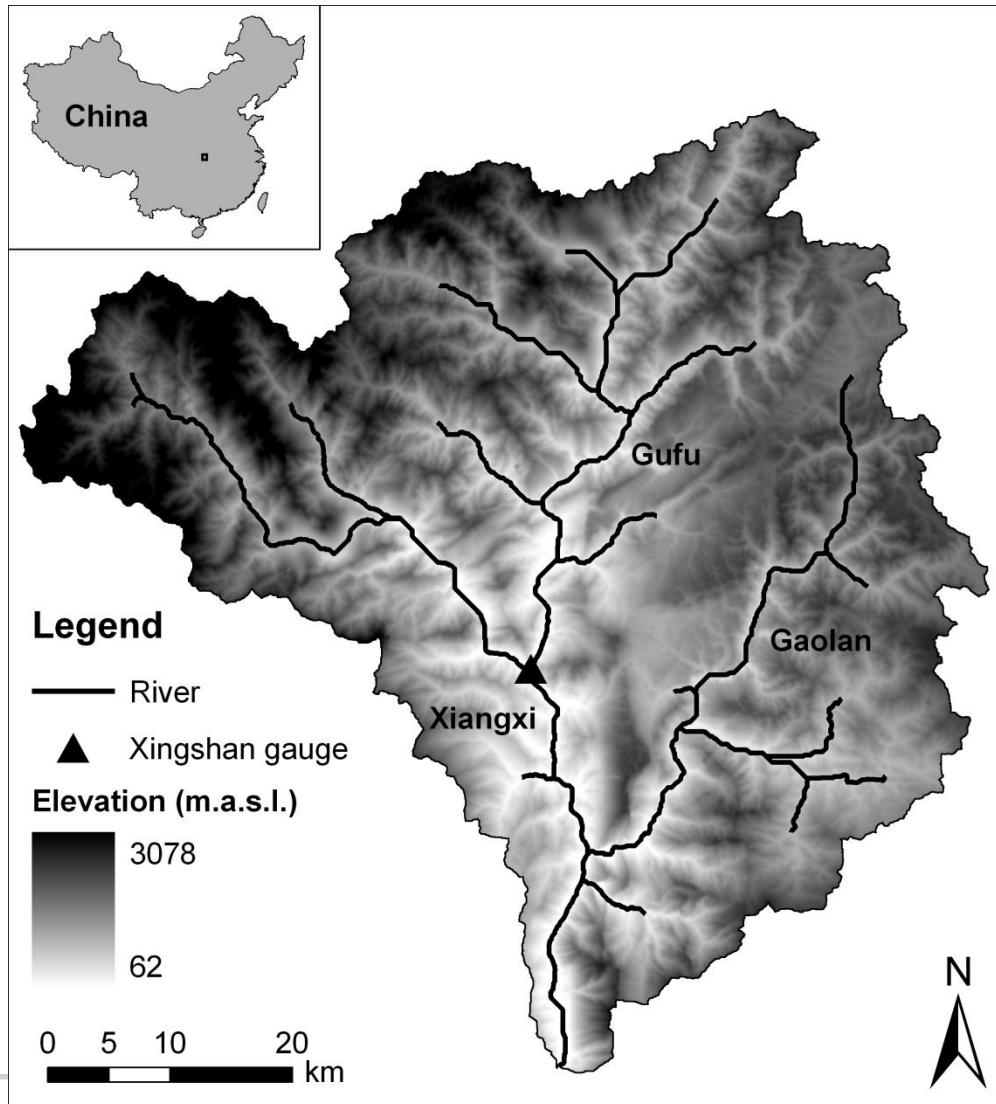 China
Gufu
Gaolan
Xiangxi
Legend
River
Xingshan gauge
Elevation (m.a.s.l.)
3078
62
0 5 10 20
km
N